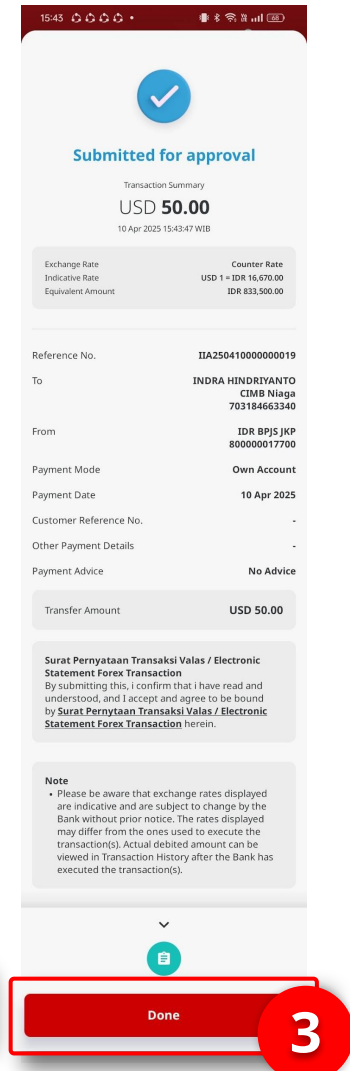 15:43
68
Submitted for approval
Transaction Summary
USD 50.00
10 Apr 2025 15:43:47 WIB
Exchange Rate Counter Rate
Indicative Rate USD 1 = IDR 16,670.00
Equivalent Amount IDR 833,500.00
Reference No. IIA250410000000019
To INDRA HINDRIYANTO
CIMB Niaga
703184663340
From IDR BPJS JKP
800000017700
Payment Mode Own Account
Payment Date 10 Apr 2025
Customer Reference No. -
Other Payment Details -
Payment Advice No Advice
Transfer Amount USD 50.00
Surat Pernyataan Transaksi Valas / Electronic
Statement Forex Transaction
By submitting this, i confirm that i have read and
understood, and I accept and agree to be bound
by Surat Pernytaan Transaksi Valas / Electronic
Statement Forex Transaction herein.
Note
• Please be aware that exchange rates displayed
are indicative and are subject to change by the
Bank without prior notice. The rates displayed
may differ from the ones used to execute the
transaction(s). Actual debited amount can be
viewed in Transaction History after the Bank has
executed the transaction(s).
Done
3